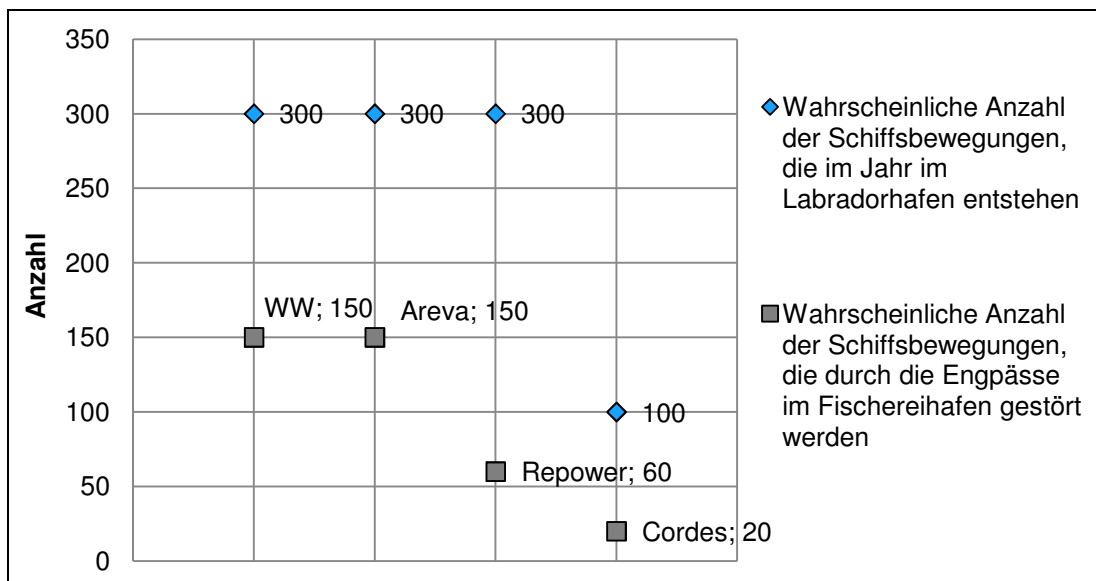 350
300
250
200
150
100
50
0
Anzahl
300 300 300
WW; 150 Areva; 150
100
Repower; 60
Cordes; 20
Wahrscheinliche Anzahl
der Schiffsbewegungen,
die im Jahr im
Labradorhafen entstehen
Wahrscheinliche Anzahl
der Schiffsbewegungen,
die durch die Engpässe
im Fischereihafen gestört
werden